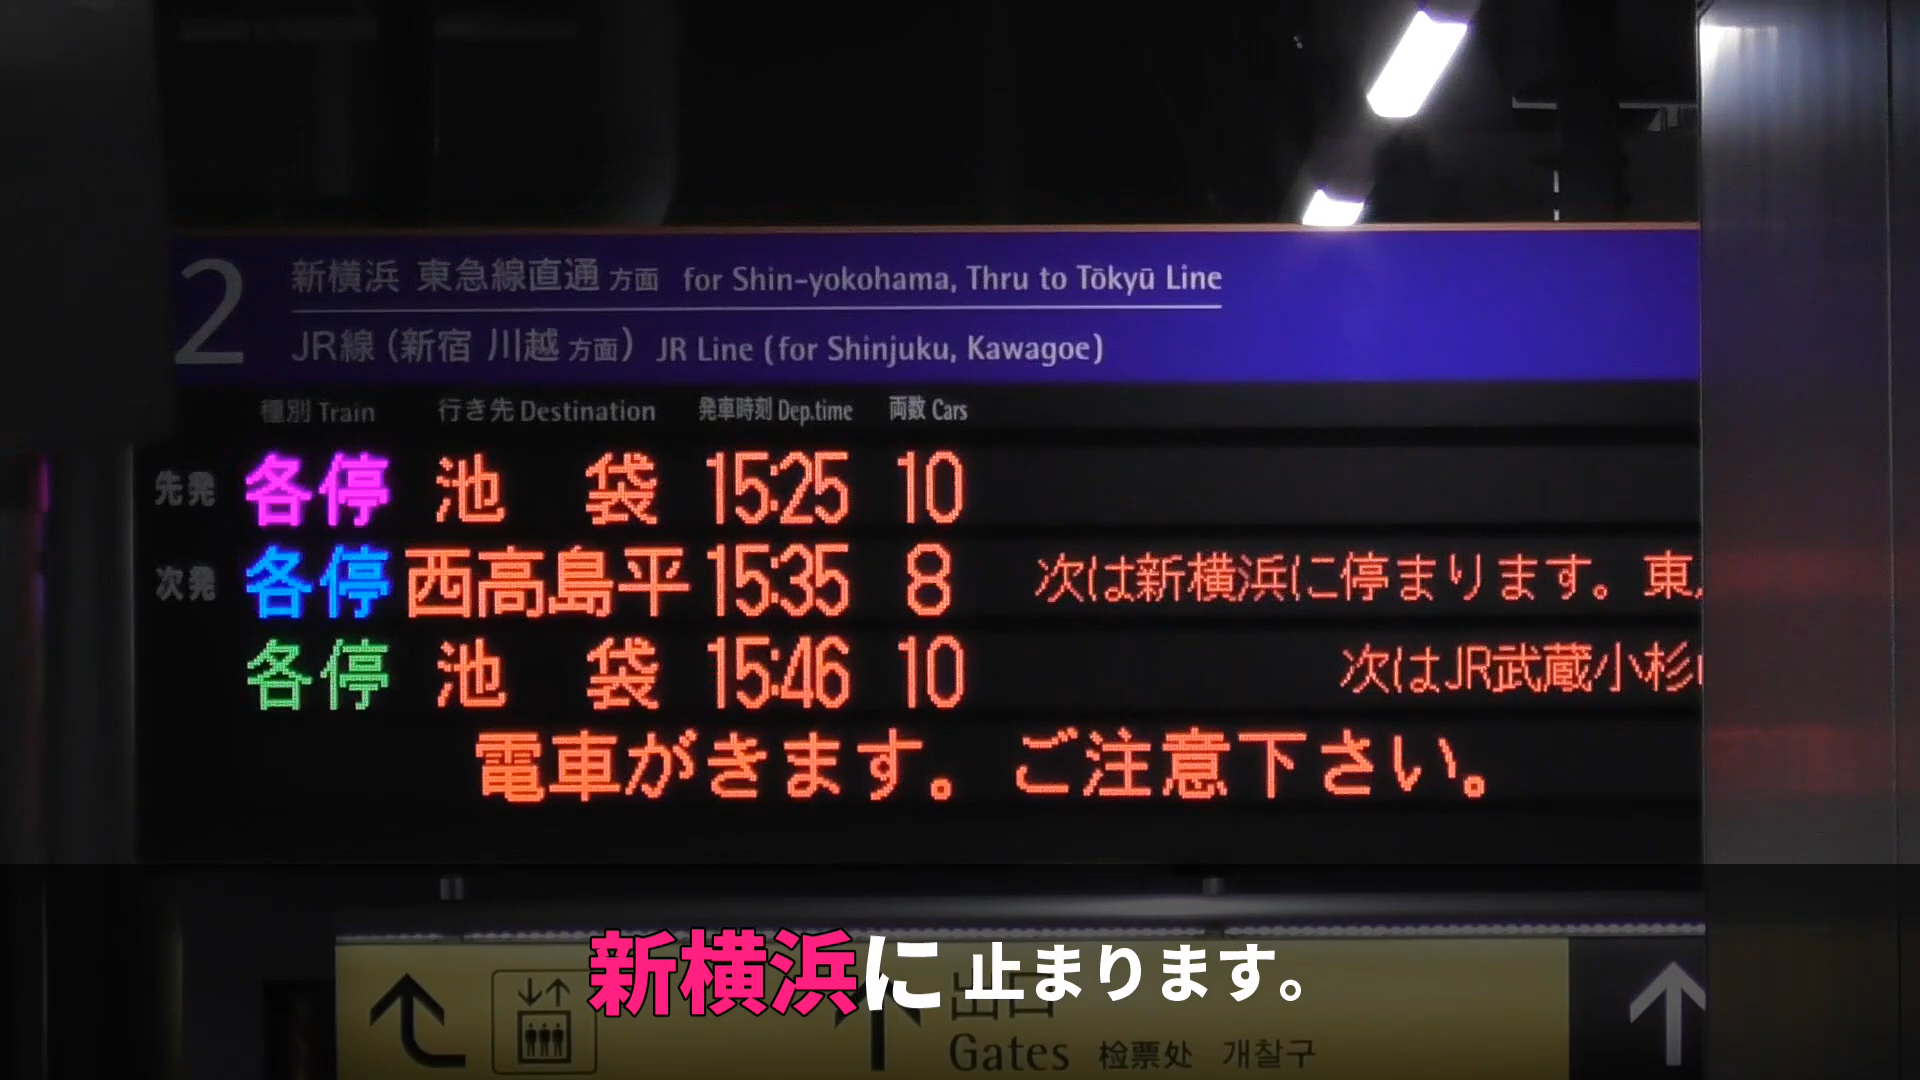 2
新横浜 東急線直通 方面 for Shin-yokohama, Thru to Tōkyū Line
JR線 (新宿 川越 方面) JR Line (for Shinjuku, Kawagoe)
種別 Train 行き先 Destination 発車時刻 Dep.time 両数 Cars
先発 各停 池袋 15:25 10
次発 各停 西高島平 15:35 8 次は新横浜に停まります。東
各停 池袋 15:46 10 次はJR武蔵小杉
電車がきます。ご注意下さい。
新横浜に止まります。
出口
Gates 检票处 개찰구